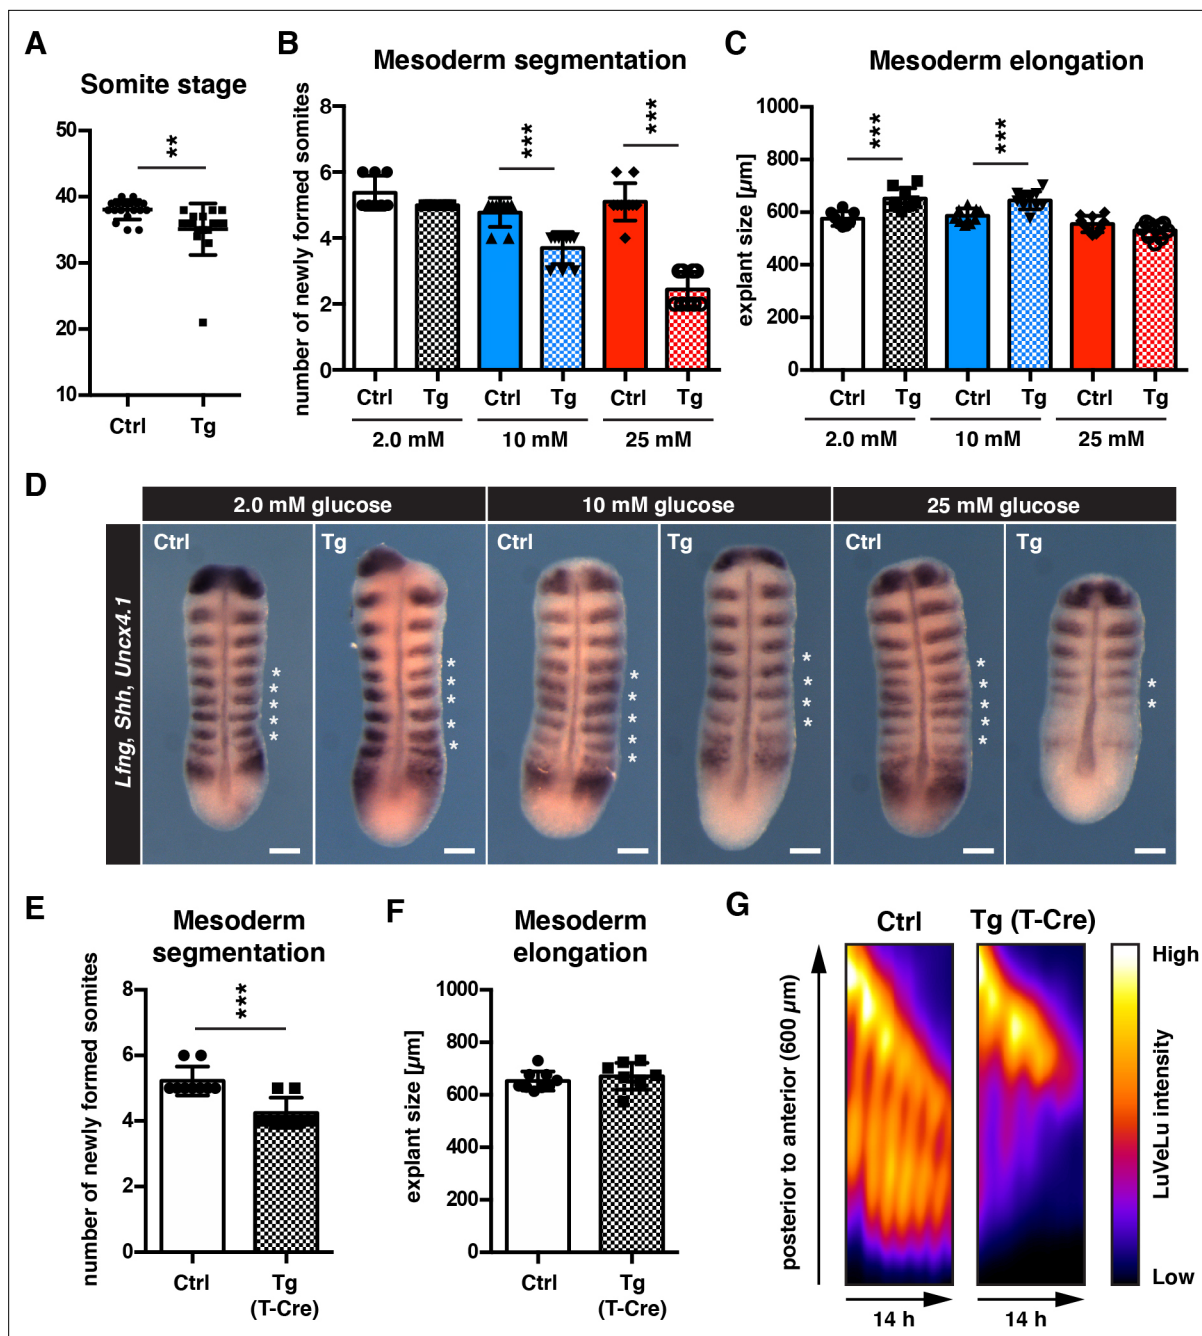 A
Somite stage
**
50
40
30
20
10
Ctrl
Tg
B
Mesoderm segmentation
number of newly formed somites
***
***
6
4
2
0
Ctrl
Tg
Ctrl
Tg
Ctrl
Tg
2.0 mM
10 mM
25 mM
C
Mesoderm elongation
explant size [µm]
***
***
1000
800
600
400
200
0
Ctrl
Tg
Ctrl
Tg
Ctrl
Tg
2.0 mM
10 mM
25 mM
D
2.0 mM glucose
10 mM glucose
25 mM glucose
Lfng, Shh, Uncx4.1
Ctrl
Tg
Ctrl
Tg
Ctrl
Tg
*****
*****
*****
****
*****
**
E
Mesoderm
segmentation
number of newly formed somites
***
8
6
4
2
0
Ctrl
Tg
(T-Cre)
F
Mesoderm
elongation
explant size [µm]
1000
800
600
400
200
0
Ctrl
Tg
(T-Cre)
G
Ctrl
Tg (T-Cre)
posterior to anterior (600 µm)
14 h
14 h
High
LuVeLu intensity
Low